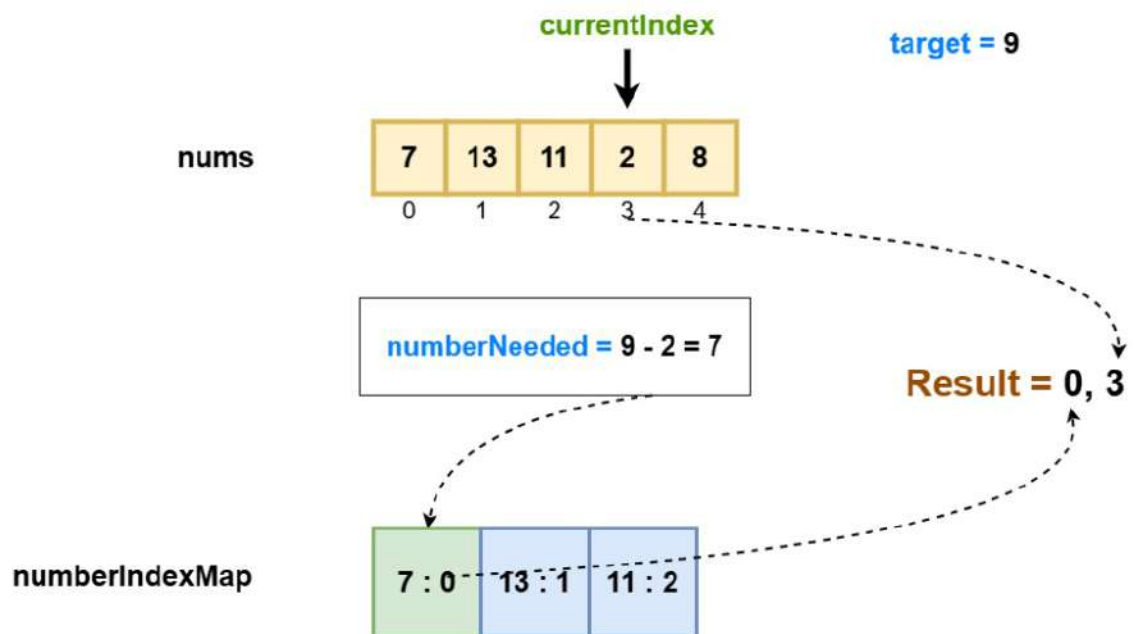 currentIndex
target = 9
nums
7 13 11 2 8
0 1 2 3 4
numberNeeded = 9 - 2 = 7
Result = 0, 3
numberIndexMap
7 : 0 13 : 1 11 : 2